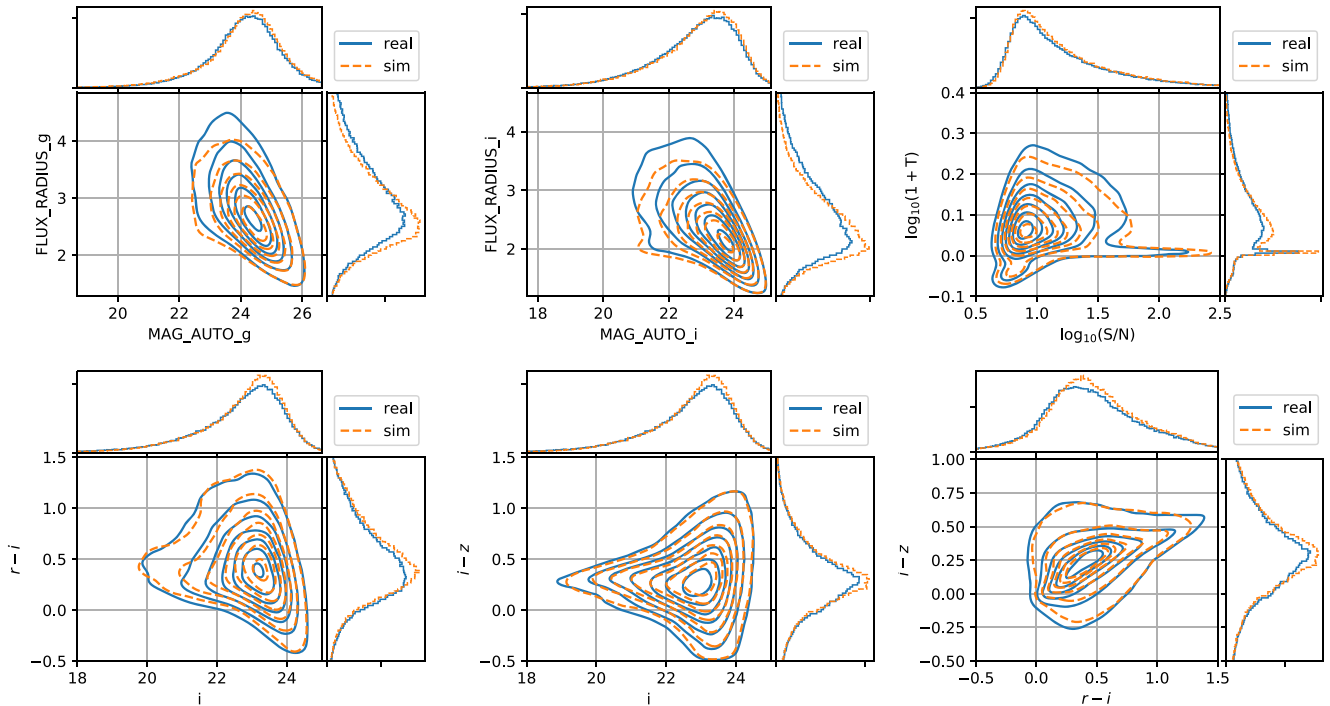 real
sim
real
sim
real
sim
FLUX_RADIUS_g
4
3
2
20
22
24
26
MAG_AUTO_g
FLUX_RADIUS_i
4
3
2
18
20
22
24
MAG_AUTO_i
log₁₀(1 + T)
0.4
0.3
0.2
0.1
0.0
−0.1
0.5
1.0
1.5
2.0
2.5
log₁₀(S/N)
real
sim
real
sim
real
sim
r − i
1.5
1.0
0.5
0.0
−0.5
18
20
22
24
i
i − z
1.5
1.0
0.5
0.0
−0.5
18
20
22
24
i
i − z
1.00
0.75
0.50
0.25
0.00
−0.25
−0.50
−0.5
0.0
0.5
1.0
1.5
r − i